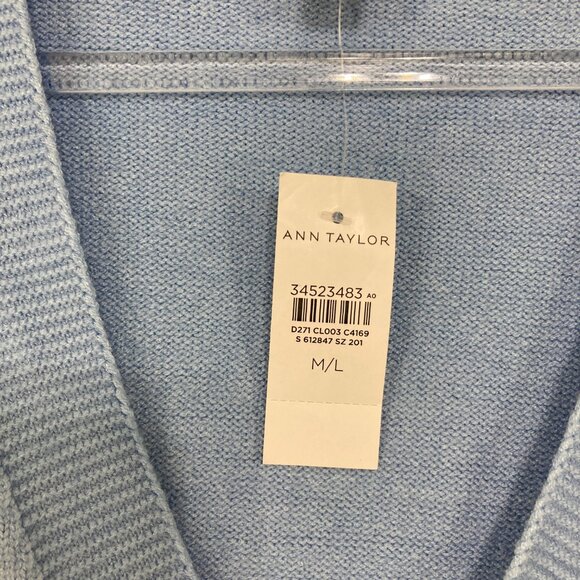 ANN TAYLOR
34523483 A0
D271 CL003 C4169
S 612847 SZ 201
M/L